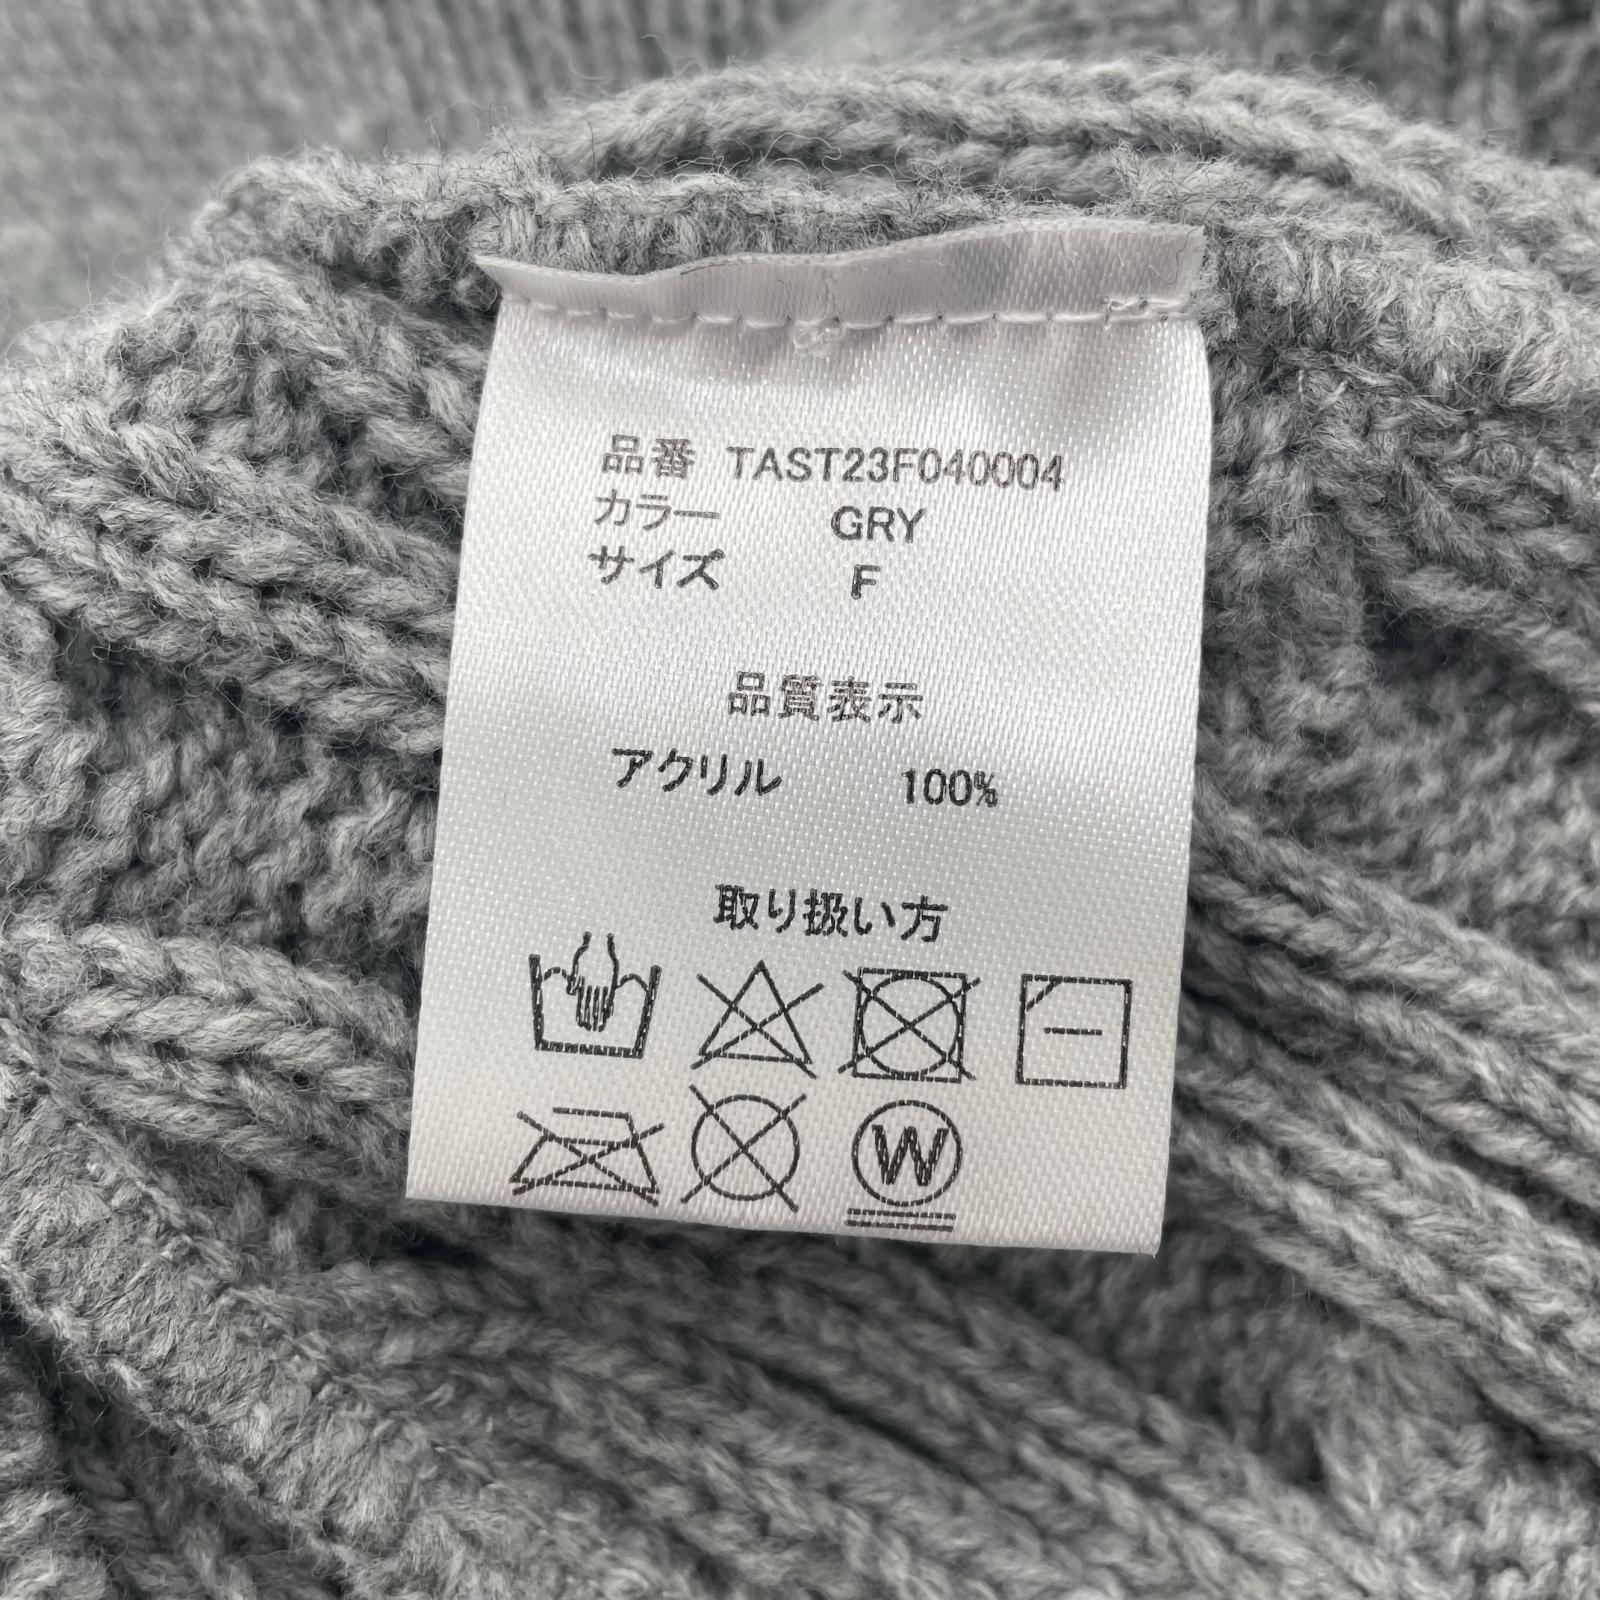 品番 TAST23F040004
カラー GRY
サイズ F
品質表示
アクリル 100%
取り扱い方
W